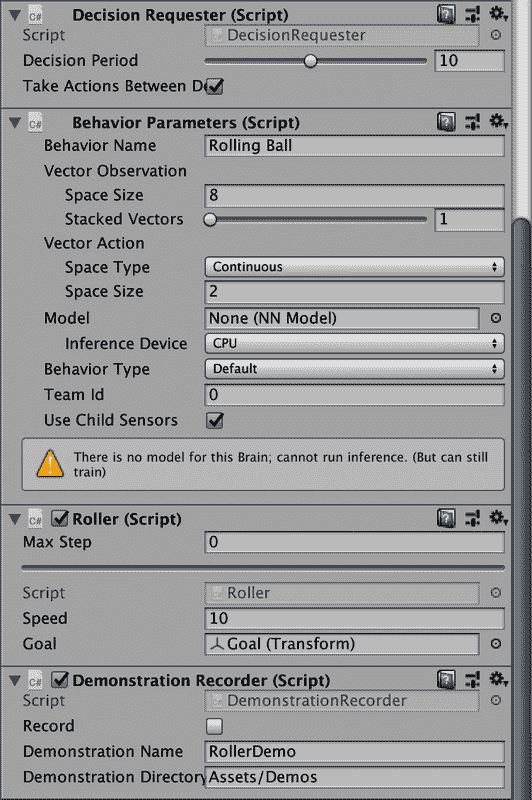 C# Decision Requester (Script)
Script DecisionRequester
Decision Period 10
Take Actions Between D
C# Behavior Parameters (Script)
Behavior Name Rolling Ball
Vector Observation
Space Size 8
Stacked Vectors 1
Vector Action
Space Type Continuous
Space Size 2
Model None (NN Model)
Inference Device CPU
Behavior Type Default
Team Id 0
Use Child Sensors
There is no model for this Brain; cannot run inference. (But can still
train)
C# Roller (Script)
Max Step 0
Script Roller
Speed 10
Goal Goal (Transform)
C# Demonstration Recorder (Script)
Script DemonstrationRecorder
Record
Demonstration Name RollerDemo
Demonstration Directory Assets/Demos